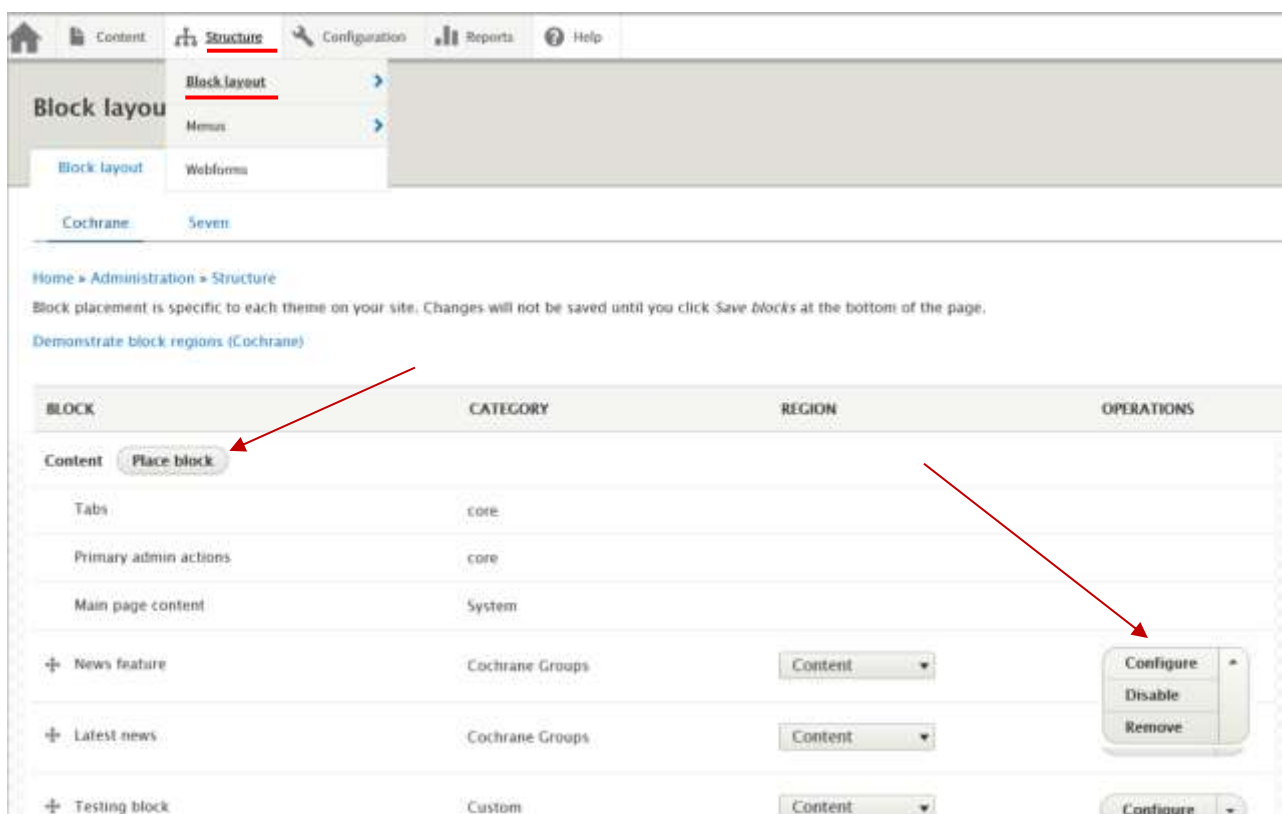 Content Structure Configuration Reports Help
Block layout
Menus
Webforms
Block layou
Block layout
Cochrane Seven
Home » Administration » Structure
Block placement is specific to each theme on your site. Changes will not be saved until you click Save blocks at the bottom of the page.
Demonstrate block regions (Cochrane)
BLOCK CATEGORY REGION OPERATIONS
Content Place block
Tabs core
Primary admin actions core
Main page content System
News feature Cochrane Groups Content Configure
Disable
Remove
Latest news Cochrane Groups Content
Testing block Custom Content Configure